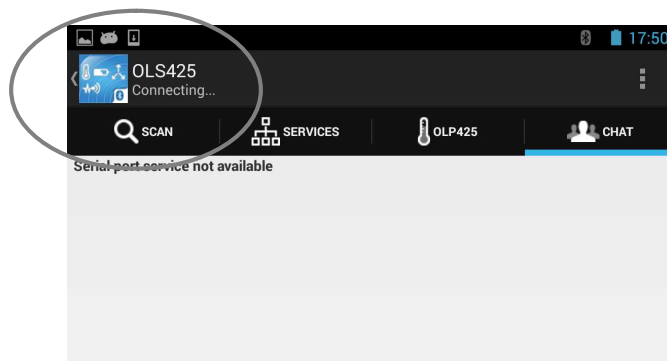 17:50
OLS425
Connecting...
SCAN SERVICES OLP425 CHAT
Serial port service not available